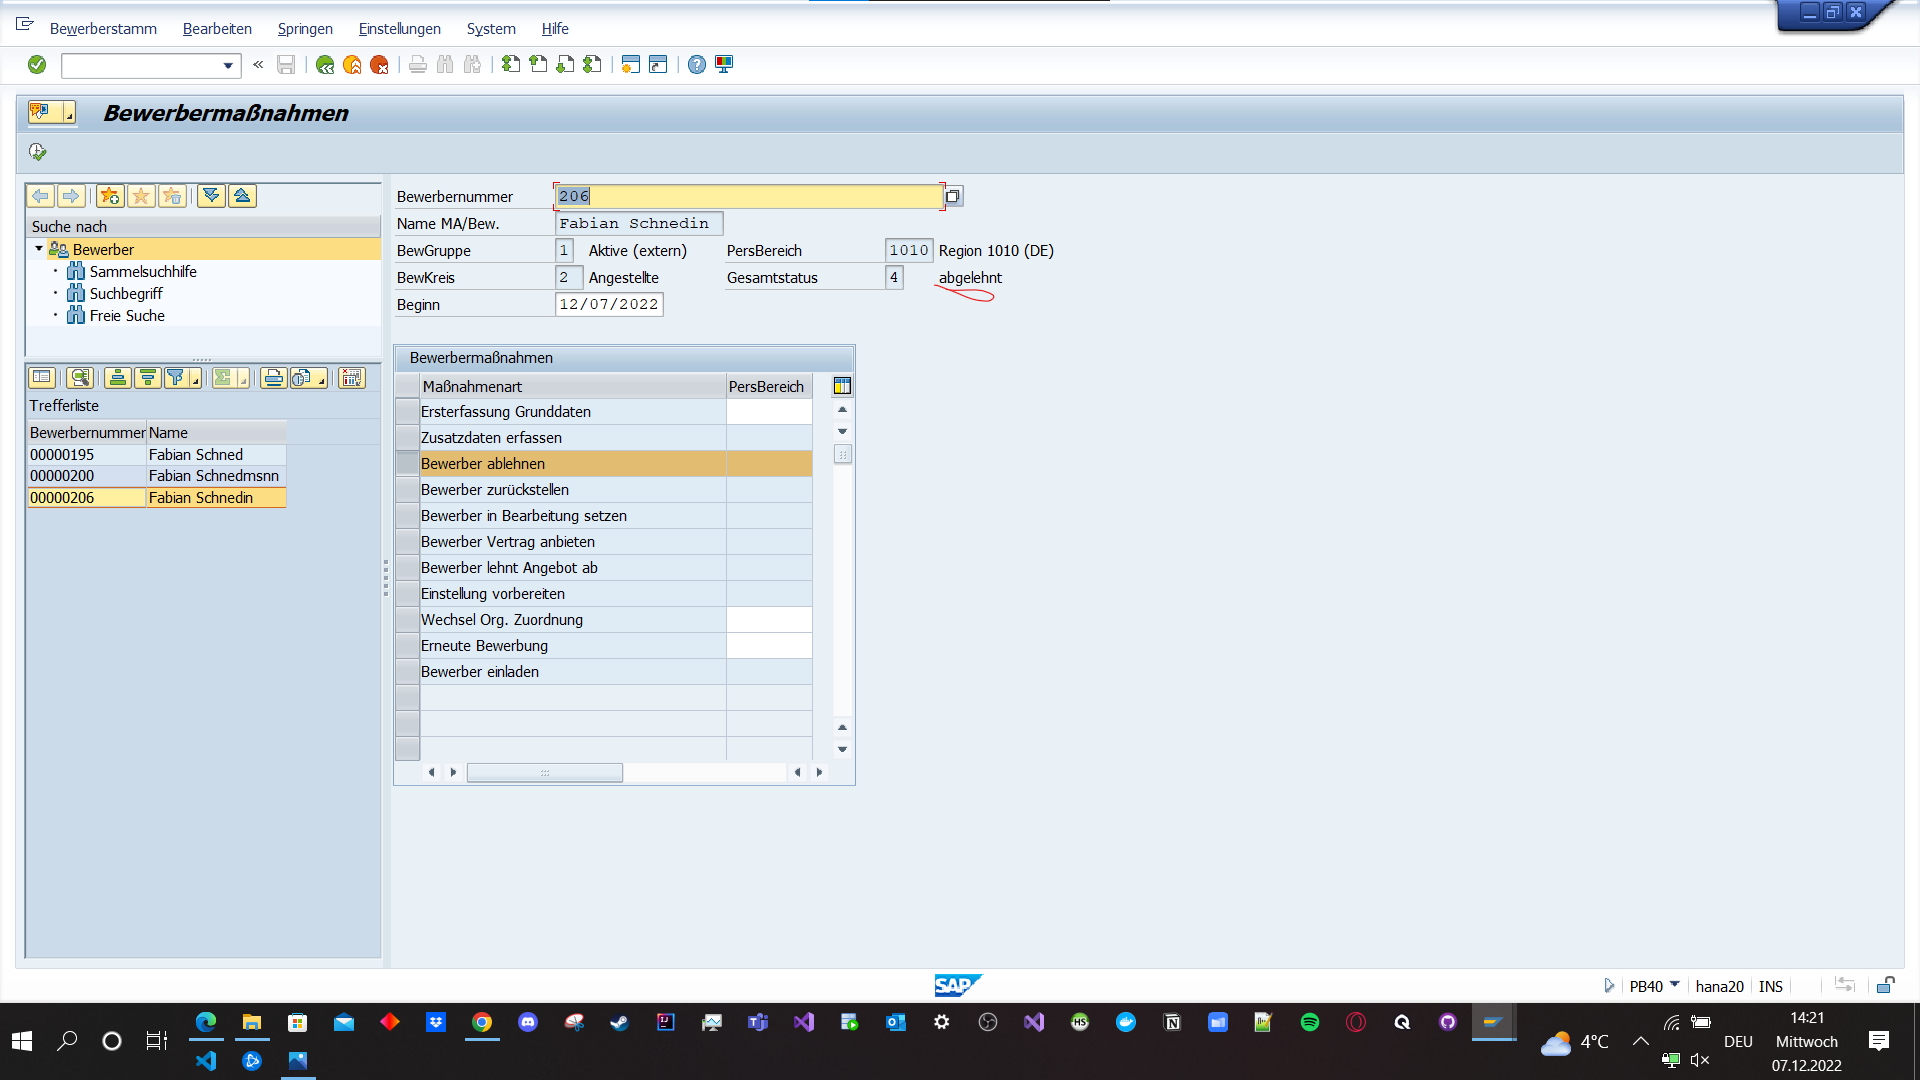 Bewerberstamm Bearbeiten Springen Einstellungen System Hilfe
Bewerbermaßnahmen
Suche nach
Bewerber
Sammelsuchhilfe
Suchbegriff
Freie Suche
Trefferliste
Bewerbernummer Name
00000195 Fabian Schned
00000200 Fabian Schnedmsnn
00000206 Fabian Schnedin
Bewerbernummer 206
Name MA/Bew. Fabian Schnedin
BewGruppe 1 Aktive (extern) PersBereich 1010 Region 1010 (DE)
BewKreis 2 Angestellte Gesamtstatus 4 abgelehnt
Beginn 12/07/2022
Bewerbermaßnahmen
Maßnahmenart PersBereich
Ersterfassung Grunddaten
Zusatzdaten erfassen
Bewerber ablehnen
Bewerber zurückstellen
Bewerber in Bearbeitung setzen
Bewerber Vertrag anbieten
Bewerber lehnt Angebot ab
Einstellung vorbereiten
Wechsel Org. Zuordnung
Erneute Bewerbung
Bewerber einladen
SAP
PB40 hana20 INS
4°C
DEU
14:21
Mittwoch
07.12.2022